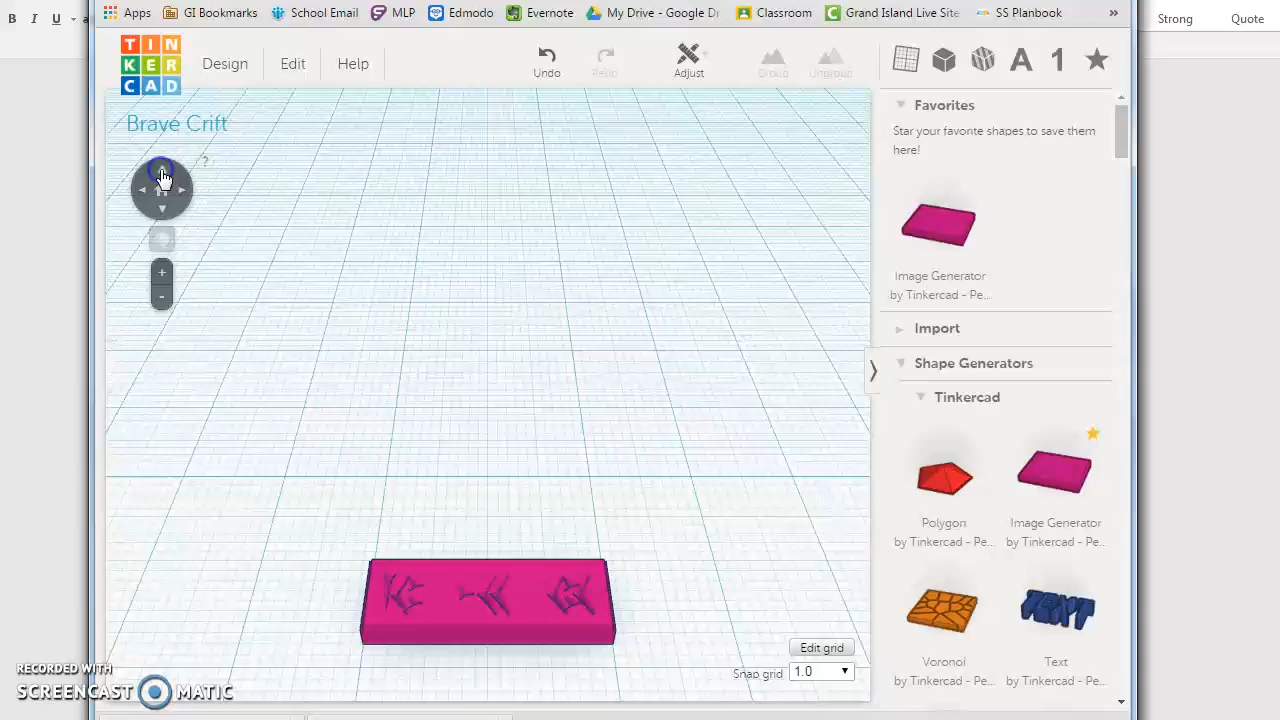 Apps GI Bookmarks School Email MLP Edmodo Evernote My Drive - Google Dr Classroom Grand Island Live Site SS Planbook »
B I U Strong Quote
TINKERCAD
Design Edit Help Undo Redo Adjust Group Ungroup A 1
Brave Crift
?
+
-
Favorites
Star your favorite shapes to save them
here!
Image Generator
by Tinkercad - Pe...
Import
Shape Generators
Tinkercad
Polygon
by Tinkercad - Pe...
Image Generator
by Tinkercad - Pe...
Voronoi
by Tinkercad - Pe...
Text
by Tinkercad - Pe...
TEXT
Edit grid
Snap grid 1.0
RECORDED WITH
SCREENCAST MATIC